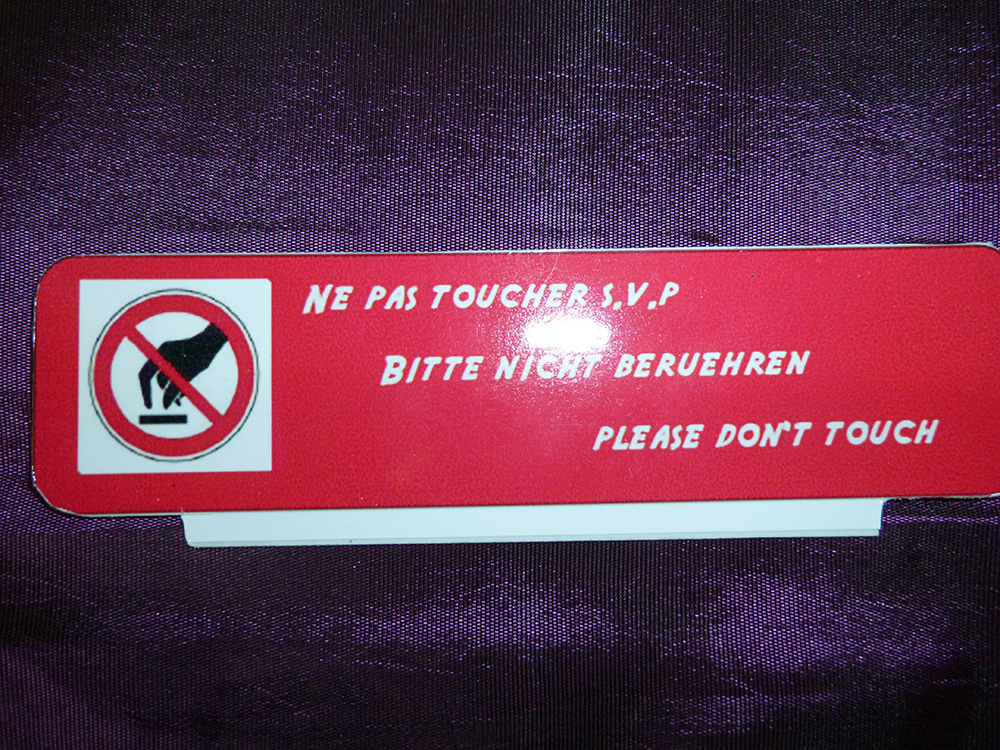 Ne pas toucher s.v.p
Bitte nicht beruehren
please don't touch